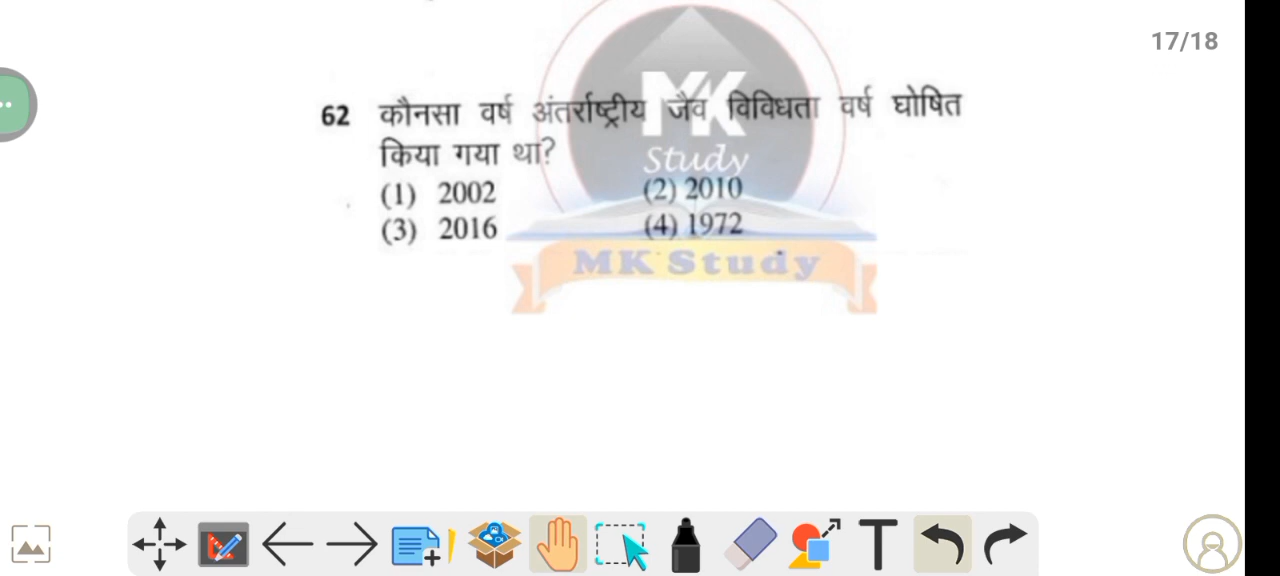 17/18
62 कौनसा वर्ष अंतर्राष्ट्रीय जैव विविधता वर्ष घोषित
किया गया था?
(1) 2002 (2) 2010
(3) 2016 (4) 1972
MK
Study
MK Study
T